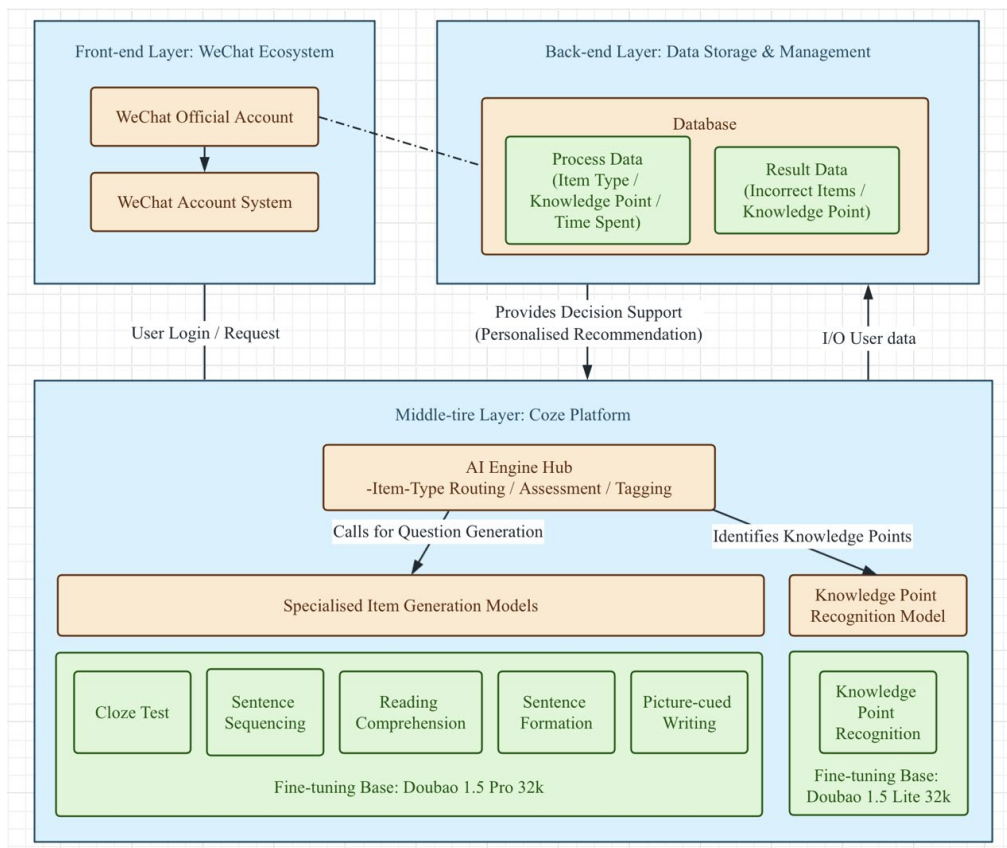 Front-end Layer: WeChat Ecosystem
WeChat Official Account
WeChat Account System
Back-end Layer: Data Storage & Management
Database
Process Data
(Item Type /
Knowledge Point /
Time Spent)
Result Data
(Incorrect Items /
Knowledge Point)
User Login / Request
Provides Decision Support
(Personalised Recommendation)
I/O User data
Middle-tire Layer: Coze Platform
AI Engine Hub
-Item-Type Routing / Assessment / Tagging
Calls for Question Generation
Identifies Knowledge Points
Specialised Item Generation Models
Knowledge Point
Recognition Model
Cloze Test
Sentence
Sequencing
Reading
Comprehension
Sentence
Formation
Picture-cued
Writing
Fine-tuning Base: Doubao 1.5 Pro 32k
Knowledge
Point
Recognition
Fine-tuning Base:
Doubao 1.5 Lite 32k